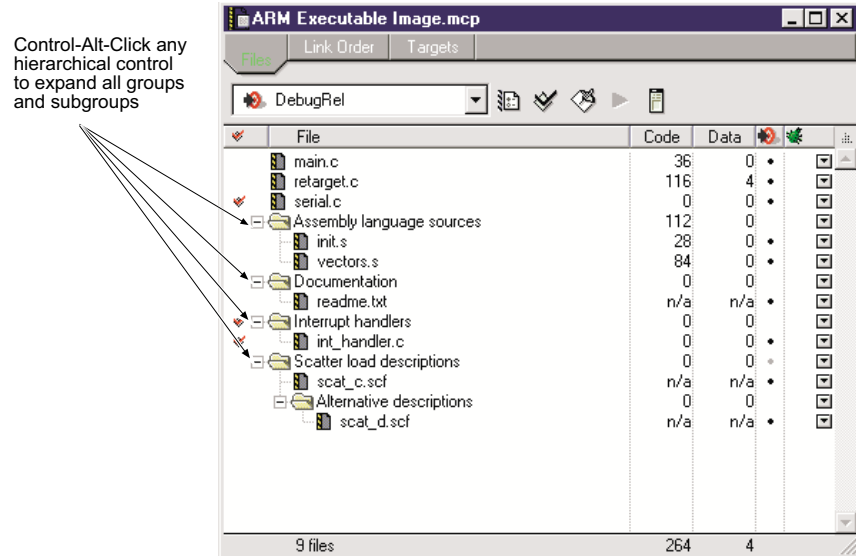 ARM Executable Image.mcp
Control-Alt-Click any
hierarchical control
to expand all groups
and subgroups
Files
Link Order
Targets
DebugRel
File Code Data
main.c 36 0
retarget.c 116 4
serial.c 0 0
Assembly language sources 112 0
init.s 28 0
vectors.s 84 0
Documentation 0 0
readme.txt n/a n/a
Interrupt handlers 0 0
int_handler.c 0 0
Scatter load descriptions 0 0
scat_c.scf n/a n/a
Alternative descriptions 0 0
scat_d.scf n/a n/a
9 files 264 4